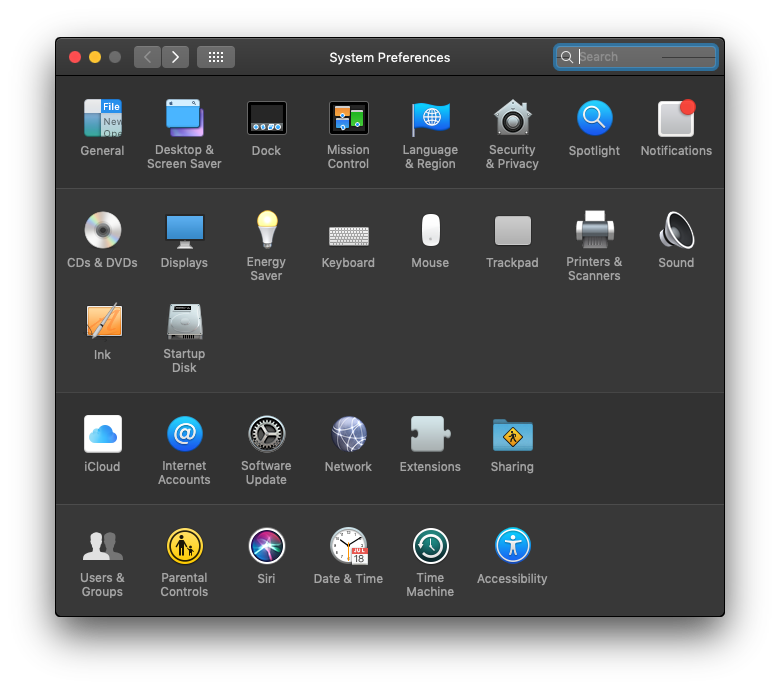 System Preferences
Search
File
New
Ope
General
Desktop &
Screen Saver
Dock
Mission
Control
Language
& Region
Security
& Privacy
Spotlight
Notifications
CDs & DVDs
Displays
Energy
Saver
Keyboard
Mouse
Trackpad
Printers &
Scanners
Sound
Ink
Startup
Disk
iCloud
@
Internet
Accounts
Software
Update
Network
Extensions
Sharing
Users &
Groups
Parental
Controls
Siri
JUL
18
Date & Time
Time
Machine
Accessibility